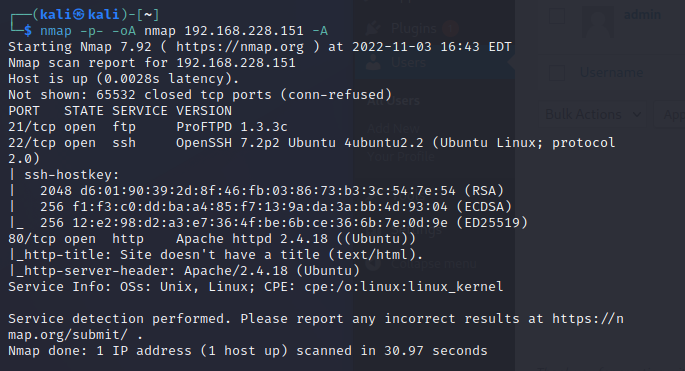 ┌──(kali㉿kali)-[~]
└─$ nmap -p- -oA nmap 192.168.228.151 -A
Starting Nmap 7.92 ( https://nmap.org ) at 2022-11-03 16:43 EDT
Nmap scan report for 192.168.228.151
Host is up (0.0028s latency).
Not shown: 65532 closed tcp ports (conn-refused)
PORT   STATE SERVICE VERSION
21/tcp open  ftp     ProFTPD 1.3.3c
22/tcp open  ssh     OpenSSH 7.2p2 Ubuntu 4ubuntu2.2 (Ubuntu Linux; protocol
2.0)
| ssh-hostkey:
|   2048 d6:01:90:39:2d:8f:46:fb:03:86:73:b3:3c:54:7e:54 (RSA)
|   256 f1:f3:c0:dd:ba:a4:85:f7:13:9a:da:3a:bb:4d:93:04 (ECDSA)
|_  256 12:e2:98:d2:a3:e7:36:4f:be:6b:ce:36:6b:7e:0d:9e (ED25519)
80/tcp open  http    Apache httpd 2.4.18 ((Ubuntu))
|_http-title: Site doesn't have a title (text/html).
|_http-server-header: Apache/2.4.18 (Ubuntu)
Service Info: OSs: Unix, Linux; CPE: cpe:/o:linux:linux_kernel
Service detection performed. Please report any incorrect results at https://n
map.org/submit/ .
Nmap done: 1 IP address (1 host up) scanned in 30.97 seconds
Plugins
Users
All Users
Add New
Your Profile
Collapse menu
admin
Username
Bulk Actions